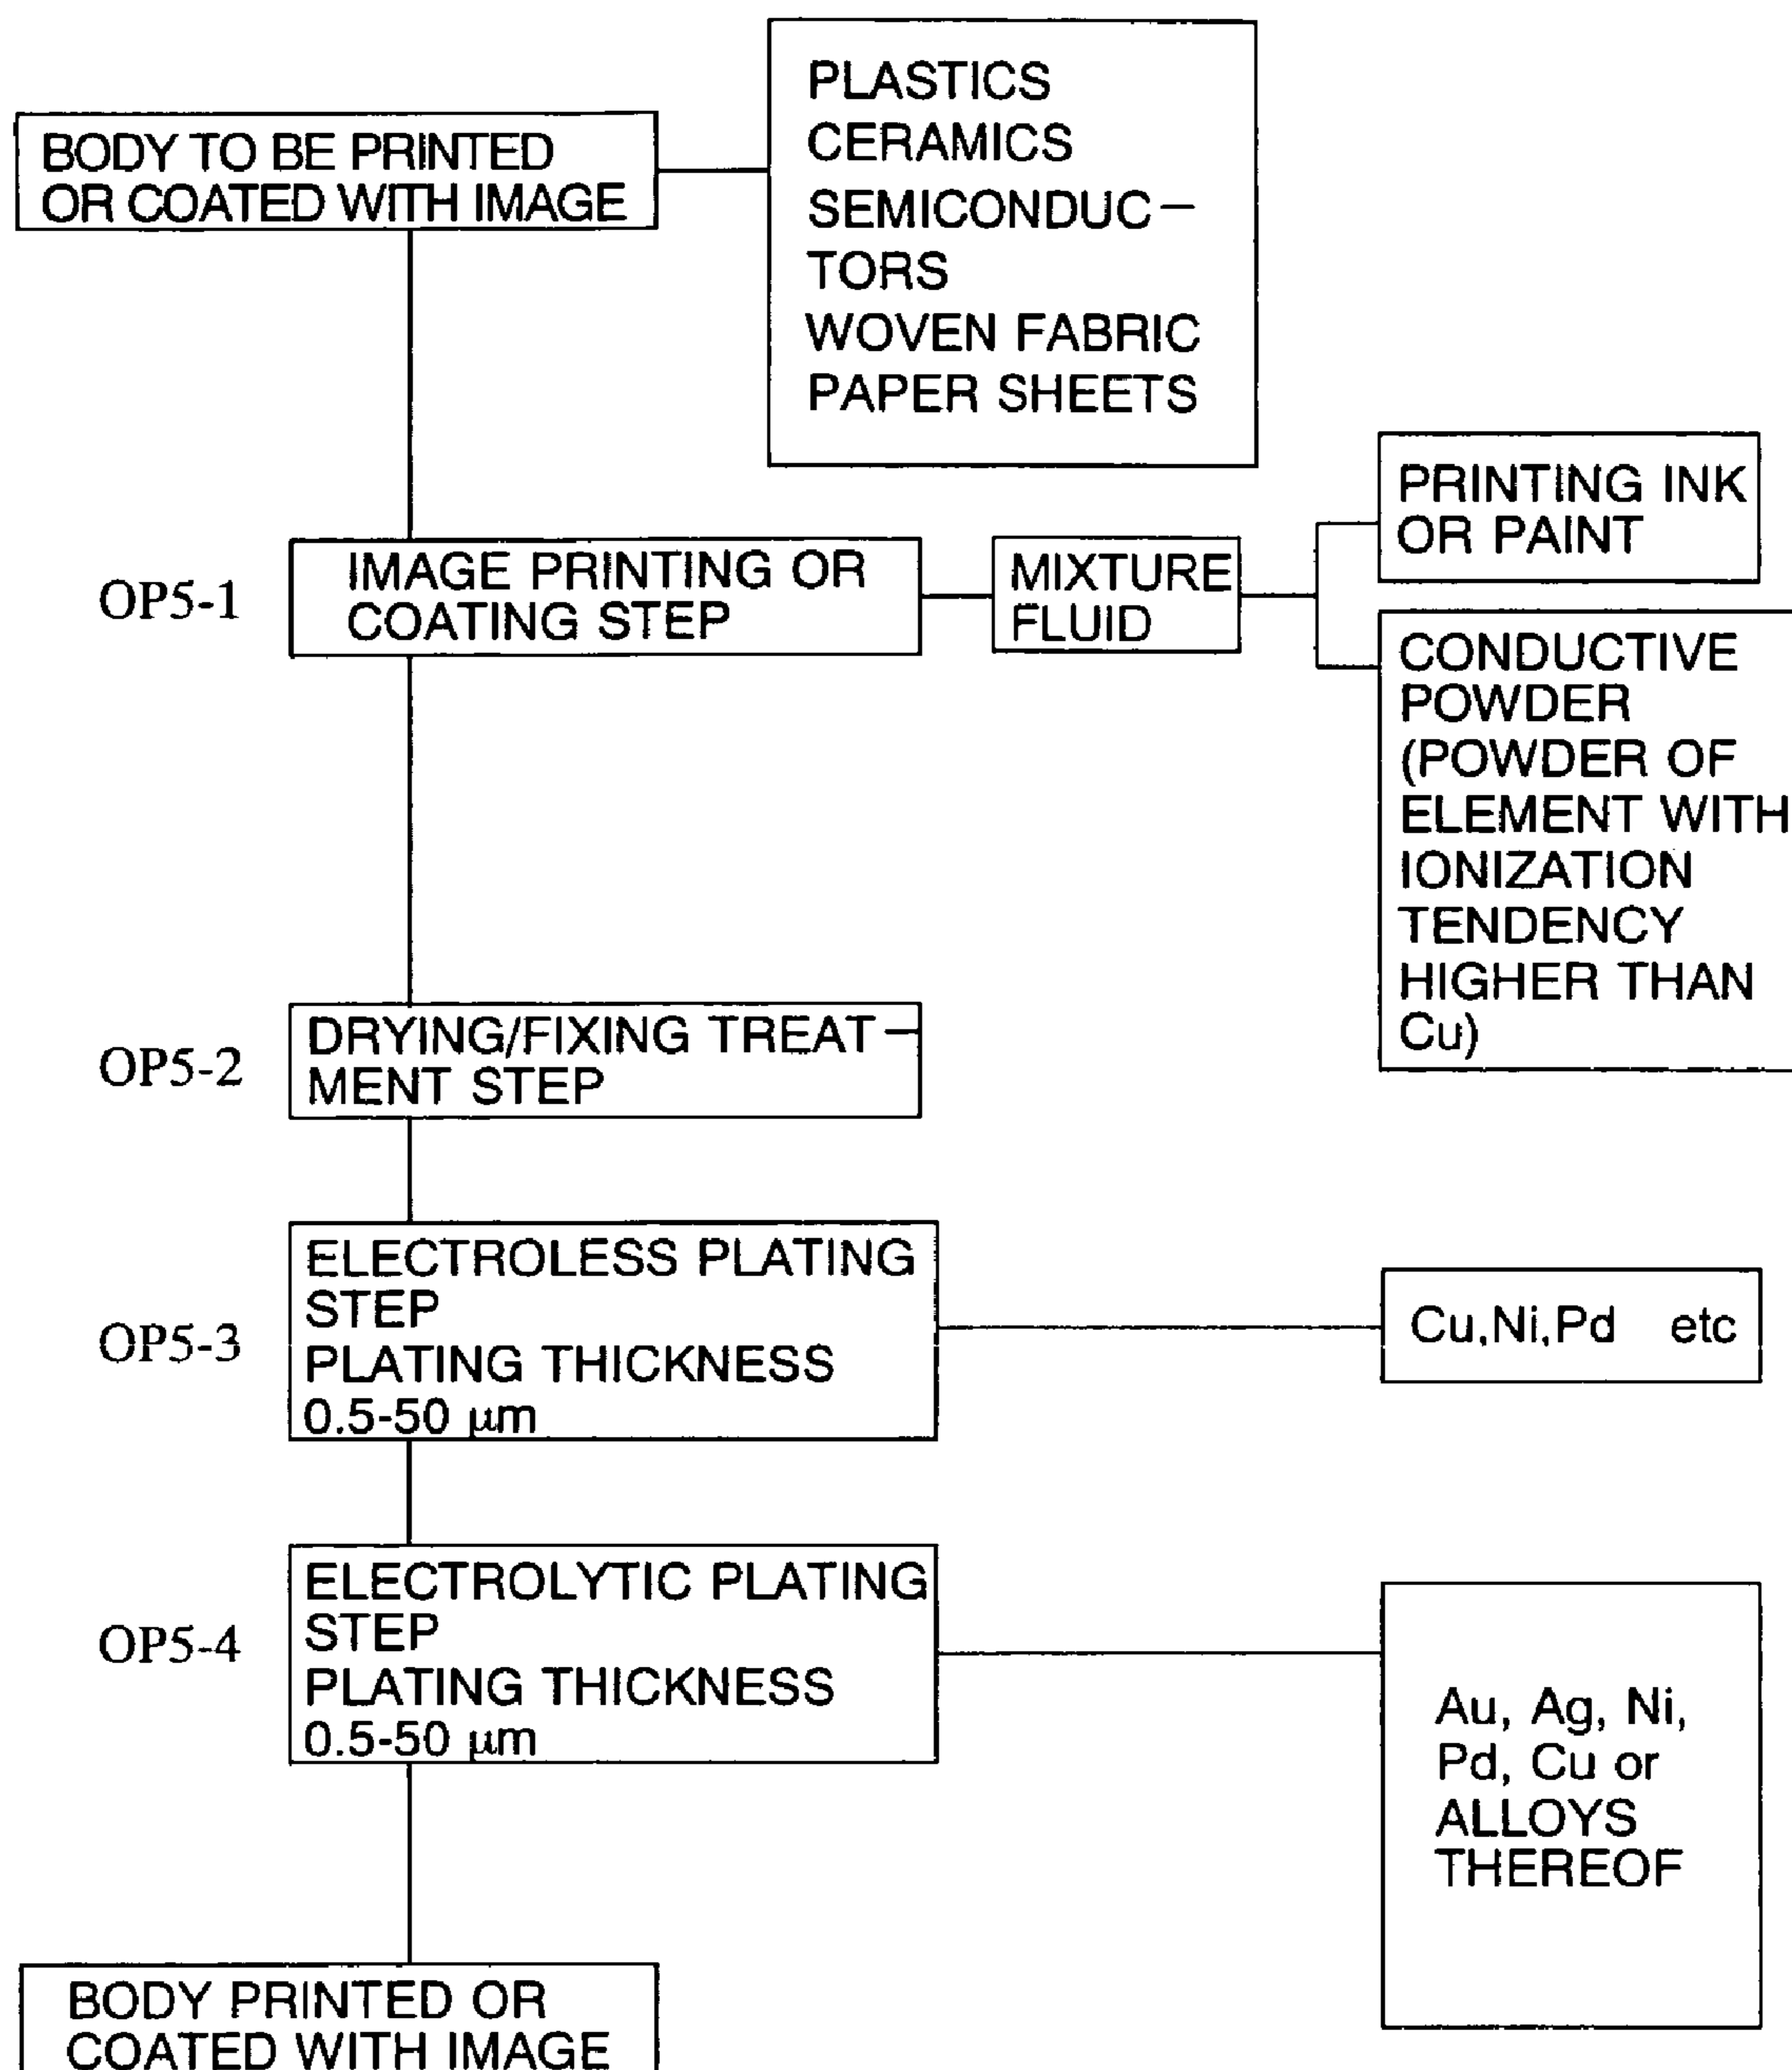 BODY TO BE PRINTED
OR COATED WITH IMAGE
PLASTICS
CERAMICS
SEMICONDUC-
TORS
WOVEN FABRIC
PAPER SHEETS
OP5-1
IMAGE PRINTING OR
COATING STEP
MIXTURE
FLUID
PRINTING INK
OR PAINT
CONDUCTIVE
POWDER
(POWDER OF
ELEMENT WITH
IONIZATION
TENDENCY
HIGHER THAN
Cu)
OP5-2
DRYING/FIXING TREAT-
MENT STEP
OP5-3
ELECTROLESS PLATING
STEP
PLATING THICKNESS
0.5-50 μm
Cu,Ni,Pd etc
OP5-4
ELECTROLYTIC PLATING
STEP
PLATING THICKNESS
0.5-50 μm
Au, Ag, Ni,
Pd, Cu or
ALLOYS
THEREOF
BODY PRINTED OR
COATED WITH IMAGE